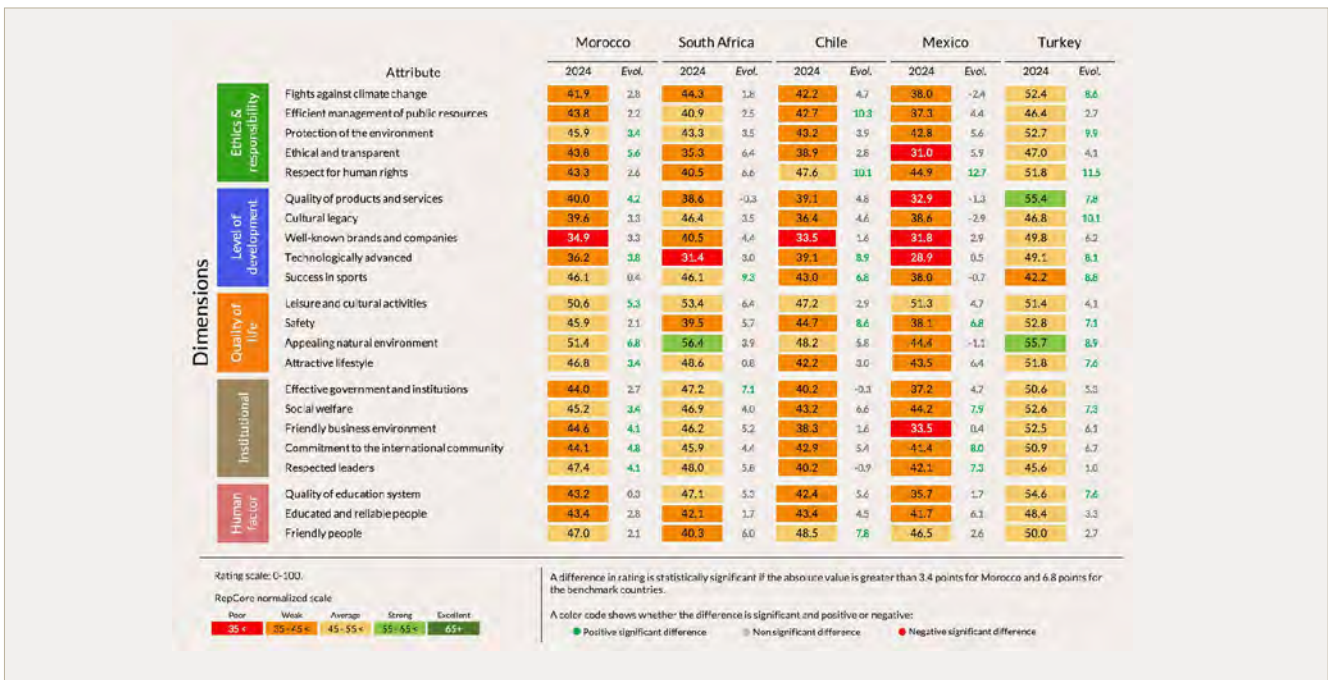 Morocco South Africa Chile Mexico Turkey
Attribute 2024 Evol. 2024 Evol. 2024 Evol. 2024 Evol. 2024 Evol.
Dimensions
Ethics & responsibility
Fights against climate change 41.9 2.8 44.3 1.8 42.2 4.7 38.0 -2.4 52.4 8.6
Efficient management of public resources 43.8 2.2 40.9 2.5 42.7 10.3 37.3 4.4 46.4 2.7
Protection of the environment 45.9 3.4 43.3 3.5 43.2 3.9 42.8 5.6 52.7 9.9
Ethical and transparent 43.8 5.6 35.3 6.4 38.9 2.8 31.0 5.9 47.0 4.1
Respect for human rights 43.3 2.6 40.5 6.6 47.6 10.1 44.9 12.7 51.8 11.5
Level of development
Quality of products and services 40.0 4.2 38.6 -0.3 39.1 4.8 32.9 -1.3 55.4 7.8
Cultural legacy 39.6 3.3 46.4 3.5 36.4 4.6 38.6 -2.9 46.8 10.1
Well-known brands and companies 34.9 3.3 40.5 4.4 33.5 1.6 31.8 2.9 49.8 6.2
Technologically advanced 36.2 3.8 31.4 3.0 39.1 8.9 28.9 0.5 49.1 8.1
Success in sports 46.1 0.4 46.1 9.3 43.0 6.8 38.0 -0.7 42.2 8.8
Quality of life
Leisure and cultural activities 50.6 5.3 53.4 6.4 47.2 2.9 51.3 4.7 51.4 4.1
Safety 45.9 2.1 39.5 5.7 44.7 8.6 38.1 6.8 52.8 7.1
Appealing natural environment 51.4 6.8 56.4 3.9 48.2 5.8 44.4 -1.1 55.7 8.9
Attractive lifestyle 46.8 3.4 48.6 0.8 42.2 3.0 43.5 6.4 51.8 7.6
Institutional
Effective government and institutions 44.0 2.7 47.2 7.1 40.2 -0.3 37.2 4.7 50.6 5.3
Social welfare 45.2 3.4 46.9 4.0 43.2 6.6 44.2 7.9 52.6 7.3
Friendly business environment 44.6 4.1 46.2 5.2 38.3 1.6 33.5 0.4 52.5 6.1
Commitment to the international community 44.1 4.8 45.9 4.4 42.9 5.4 41.4 8.0 50.9 6.7
Respected leaders 47.4 4.1 48.0 5.8 40.2 -0.9 42.1 7.3 45.6 1.0
Human factor
Quality of education system 43.2 0.3 47.1 5.3 42.4 5.6 35.7 1.7 54.6 7.6
Educated and reliable people 43.4 2.8 42.1 1.7 43.4 4.5 41.7 6.1 48.4 3.3
Friendly people 47.0 2.1 40.3 6.0 48.5 7.8 46.5 2.6 50.0 2.7
Rating scale: 0-100.
RepCore normalized scale
Poor Weak Average Strong Excellent
35< 35-45< 45-55< 55-65< 65+
A difference in rating is statistically significant if the absolute value is greater than 3.4 points for Morocco and 6.8 points for
the benchmark countries.
A color code shows whether the difference is significant and positive or negative:
Positive significant difference Non significant difference Negative significant difference